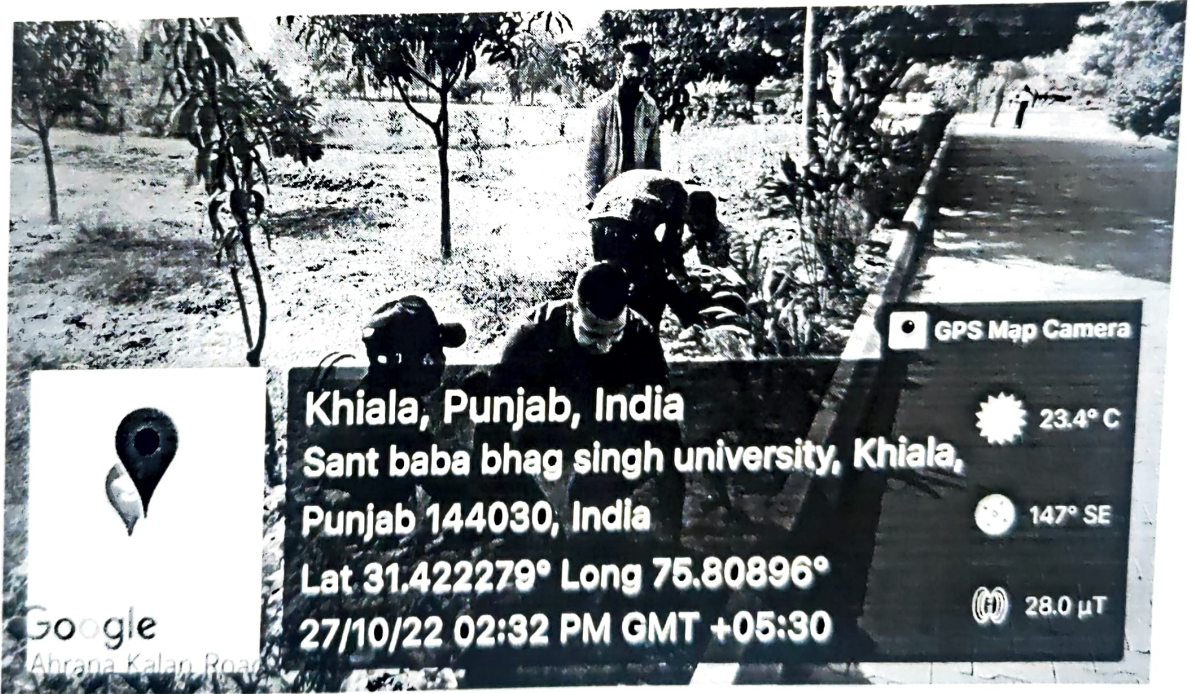 GPS Map Camera
Khiala, Punjab, India
Sant baba bhag singh university, Khiala,
Punjab 144030, India
Lat 31.422279° Long 75.80896°
27/10/22 02:32 PM GMT +05:30
23.4° C
147° SE
28.0 µT
Google
Ahrana Kalan Road